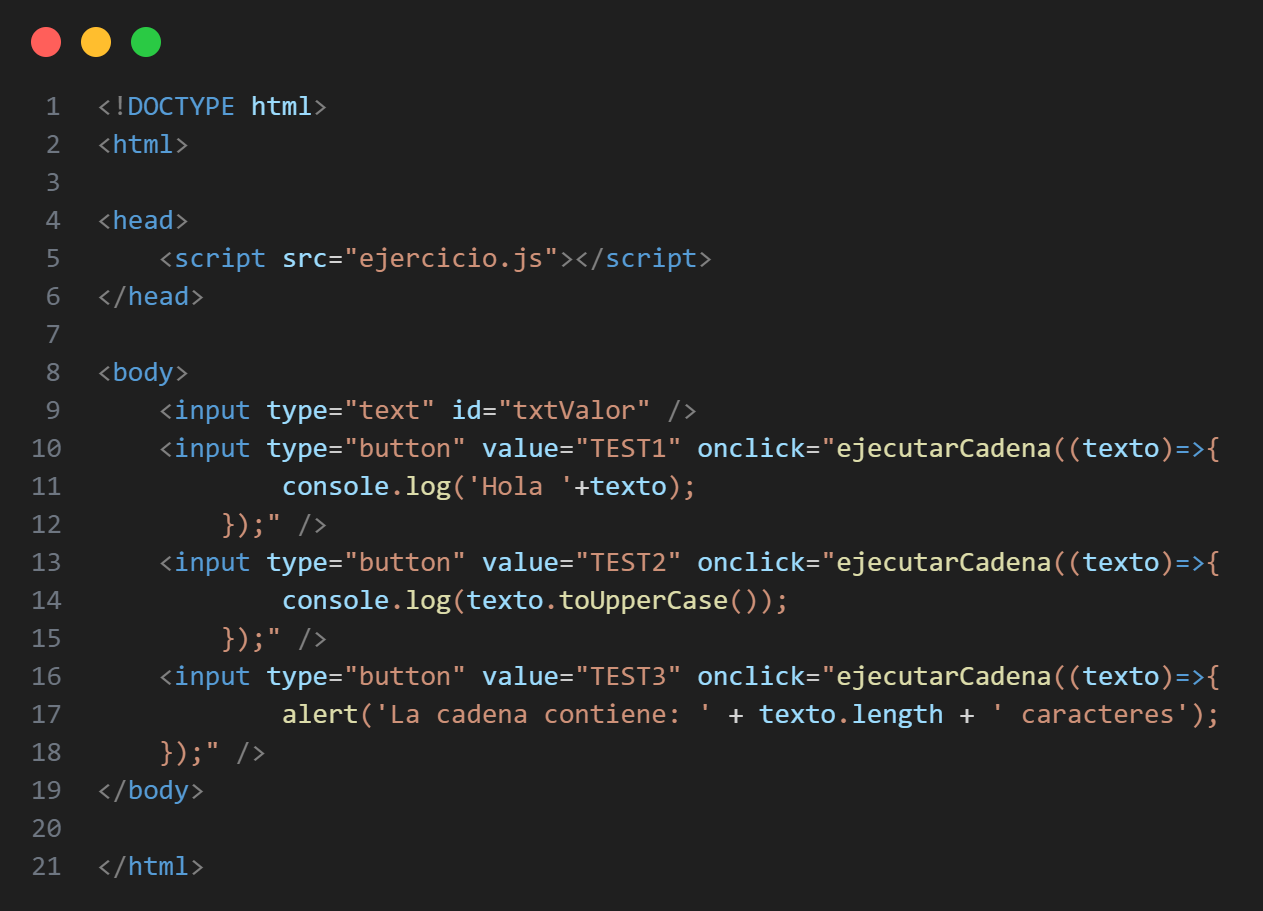 1 <!DOCTYPE html>
2 <html>
3
4 <head>
5     <script src="ejercicio.js"></script>
6 </head>
7
8 <body>
9     <input type="text" id="txtValor" />
10     <input type="button" value="TEST1" onclick="ejecutarCadena((texto)=>{
11             console.log('Hola '+texto);
12         });" />
13     <input type="button" value="TEST2" onclick="ejecutarCadena((texto)=>{
14             console.log(texto.toUpperCase());
15         });" />
16     <input type="button" value="TEST3" onclick="ejecutarCadena((texto)=>{
17             alert('La cadena contiene: ' + texto.length + ' caracteres');
18     });" />
19 </body>
20
21 </html>